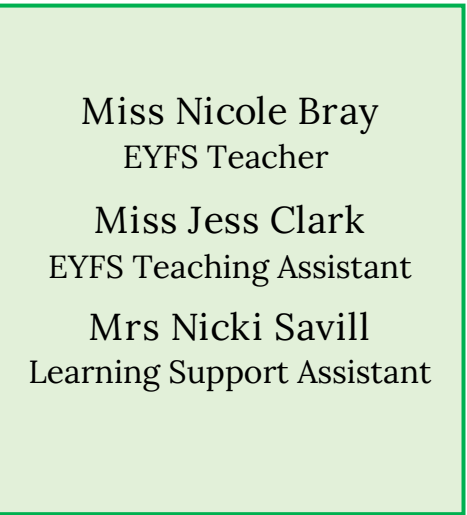 Miss Nicole Bray
EYFS Teacher
Miss Jess Clark
EYFS Teaching Assistant
Mrs Nicki Savill
Learning Support Assistant